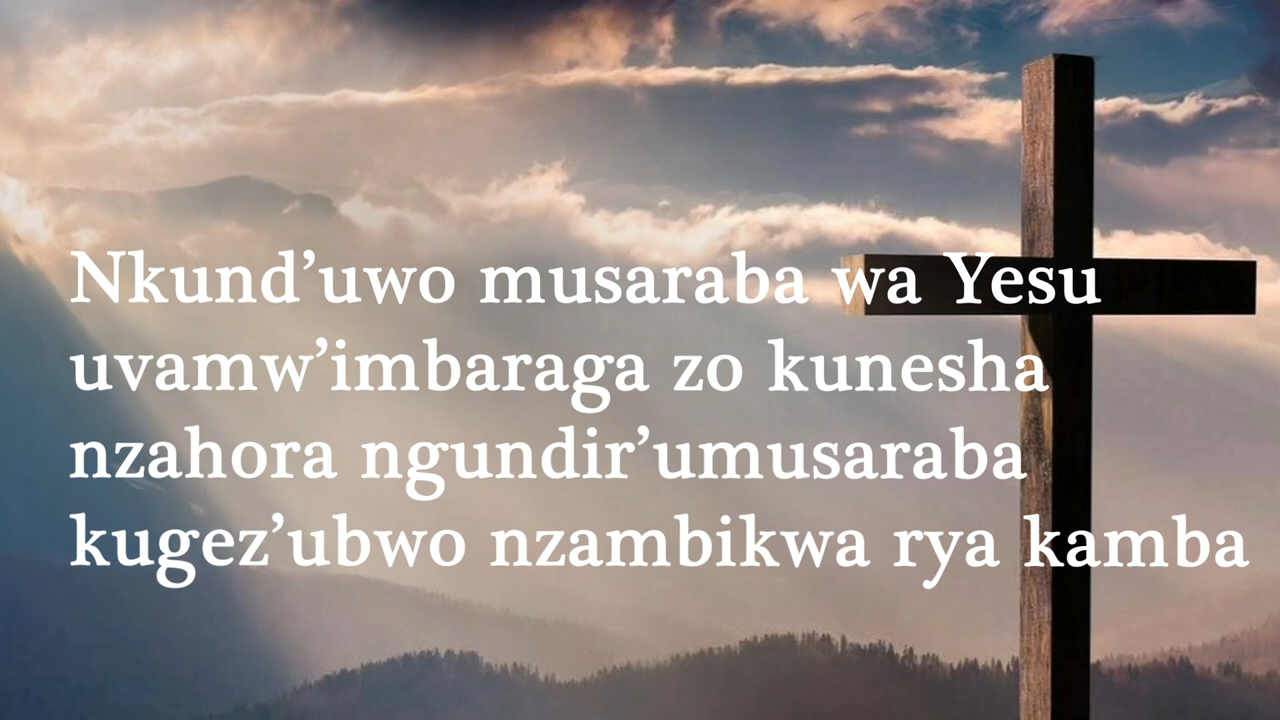 Nkund’uwo musaraba wa Yesu
uvamw’imbaraga zo kunesha
nzahora ngundir’umusaraba
kugez’ubwo nzambikwa rya kamba